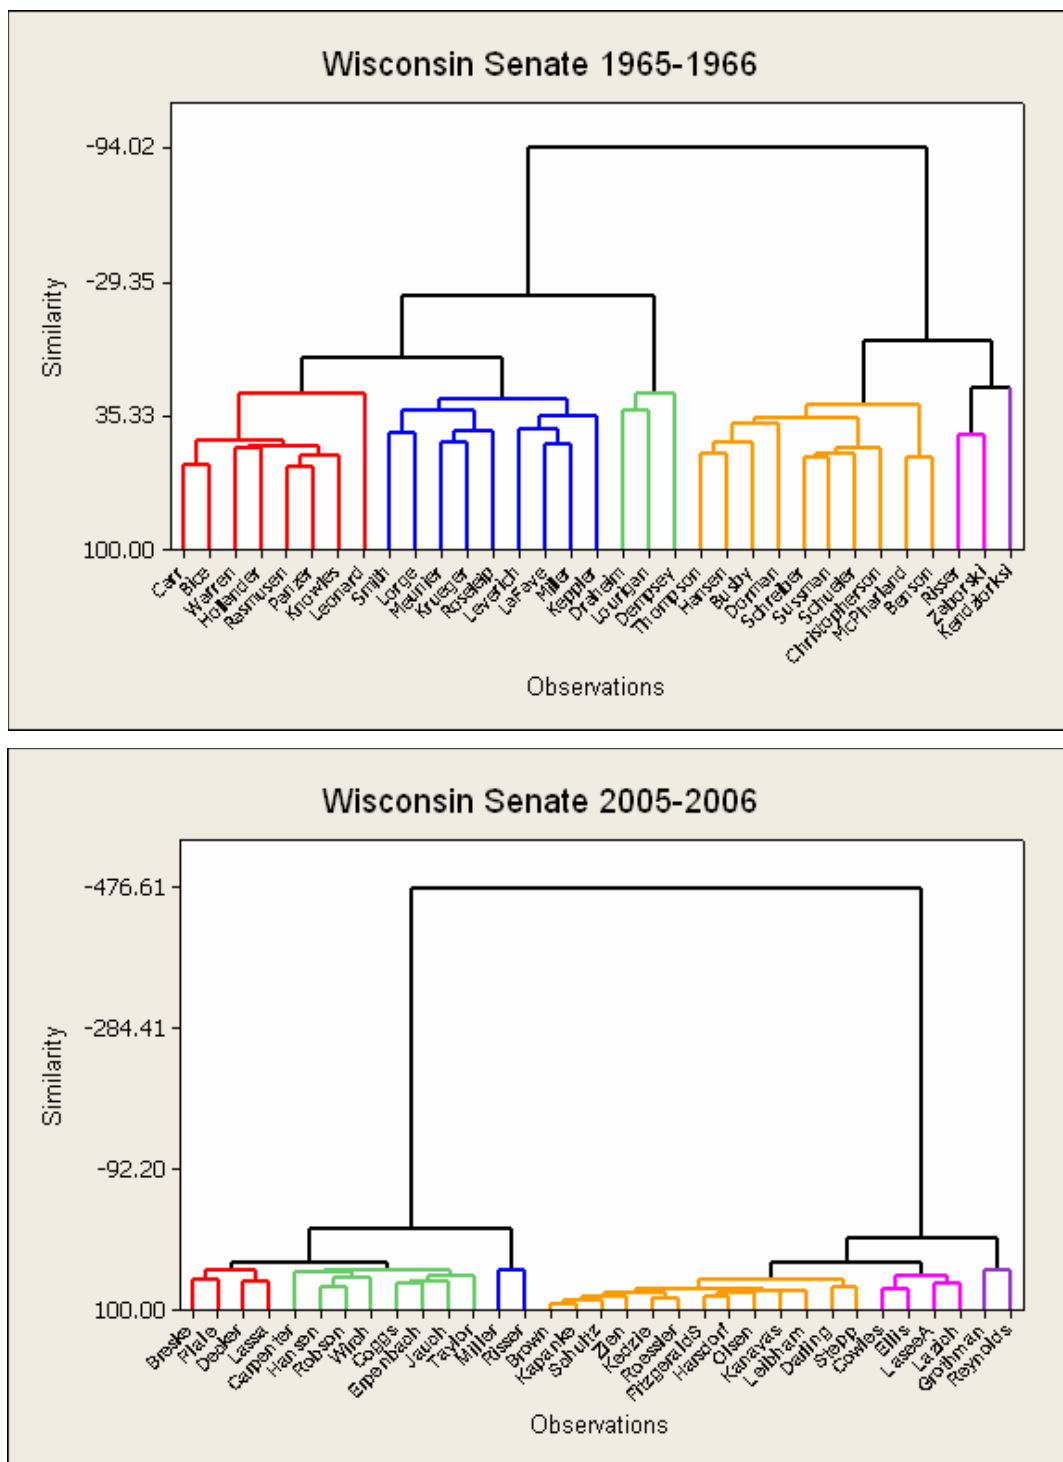 Wisconsin Senate 1965-1966
-94.02
-29.35
35.33
100.00
Similarity
Carr
Bice
Warren
Hollander
Rasmusen
Panzer
Knowles
Leonard
Smith
Lorge
Meunier
Krueger
Roseleip
Leverich
LaFave
Miller
Keppler
Draheim
Lourigan
Dempsey
Thompson
Hansen
Busby
Dorman
Schreiber
Sussman
Schueler
Christopherson
McParland
Benson
Risser
Zaborski
Kendziorksi
Observations
Wisconsin Senate 2005-2006
-476.61
-284.41
-92.20
100.00
Similarity
Breske
Plale
Decker
Lassa
Carpenter
Hansen
Robson
Wirch
Coggs
Erpenbach
Jauch
Taylor
Miller
Risser
Brown
Kapanke
Schultz
Zien
Kedzie
Roessler
FitzgeraldS
Harsdorf
Olsen
Kanavas
Leibham
Darling
Stepp
Cowles
Ellis
LaseeA
Lazich
Grothman
Reynolds
Observations